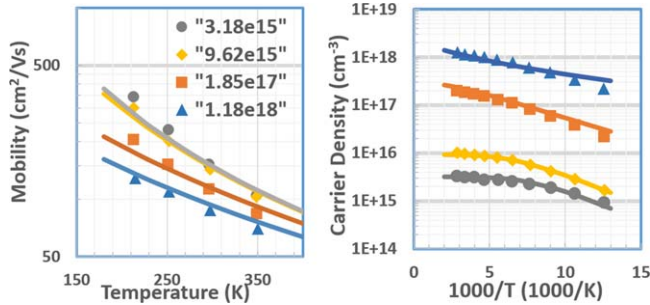 Mobility (cm²/Vs)
500
50
"3.18e15"
"9.62e15"
"1.85e17"
"1.18e18"
150
250
350
Temperature (K)
Carrier Density (cm⁻³)
1E+19
1E+18
1E+17
1E+16
1E+15
1E+14
0
5
10
15
1000/T (1000/K)